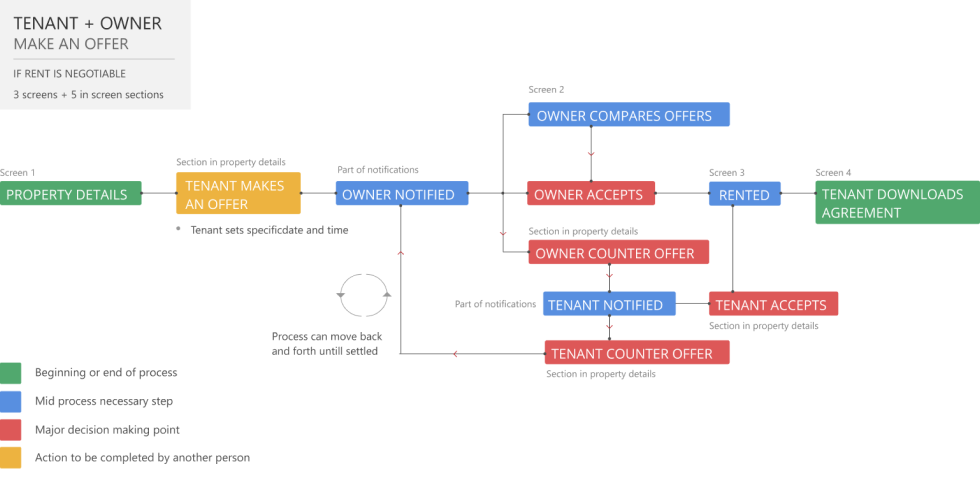 TENANT + OWNER
MAKE AN OFFER
IF RENT IS NEGOTIABLE
3 screens + 5 in screen sections
Screen 2
OWNER COMPARES OFFERS
Screen 1
PROPERTY DETAILS
Section in property details
TENANT MAKES
AN OFFER
* Tenant sets specificdate and time
Part of notifications
OWNER NOTIFIED
OWNER ACCEPTS
Screen 3
RENTED
Screen 4
TENANT DOWNLOADS
AGREEMENT
Section in property details
OWNER COUNTER OFFER
Part of notifications
TENANT NOTIFIED
TENANT ACCEPTS
Section in property details
Process can move back
and forth untill settled
TENANT COUNTER OFFER
Section in property details
Beginning or end of process
Mid process necessary step
Major decision making point
Action to be completed by another person